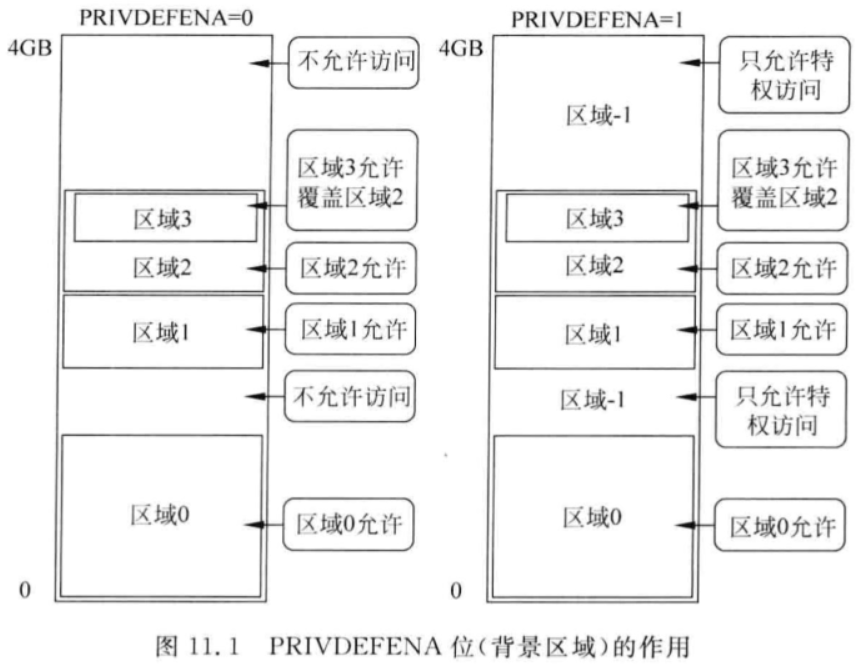 PRIVDEFENA=0
4GB
不允许访问
区域3允许
覆盖区域2
区域3
区域2
区域2允许
区域1
区域1允许
不允许访问
区域0
区域0允许
0
PRIVDEFENA=1
4GB
只允许特
权访问
区域-1
区域3允许
覆盖区域2
区域3
区域2
区域2允许
区域1
区域1允许
区域-1
只允许特
权访问
区域0
区域0允许
0
图 11.1 PRIVDEFENA 位(背景区域)的作用